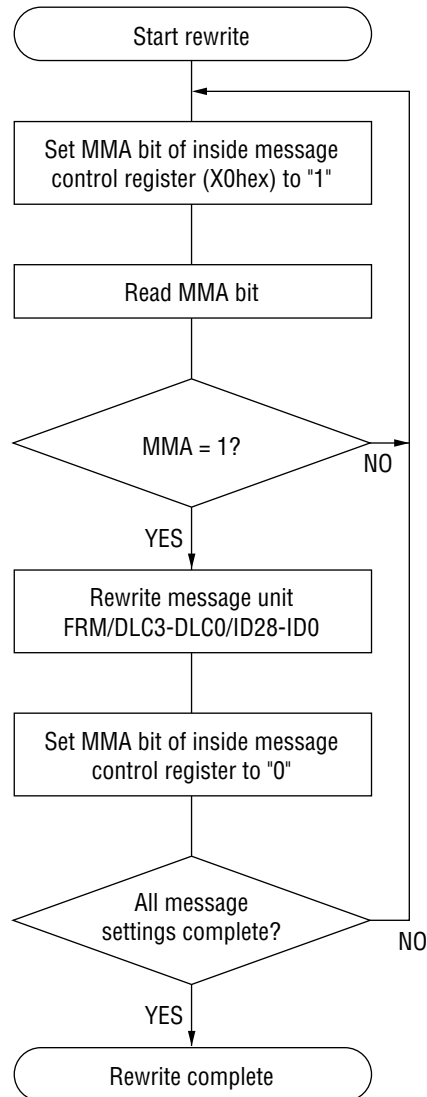 Start rewrite
Set MMA bit of inside message
control register (X0hex) to "1"
Read MMA bit
MMA = 1?
NO
YES
Rewrite message unit
FRM/DLC3-DLC0/ID28-ID0
Set MMA bit of inside message
control register to "0"
All message
settings complete?
NO
YES
Rewrite complete